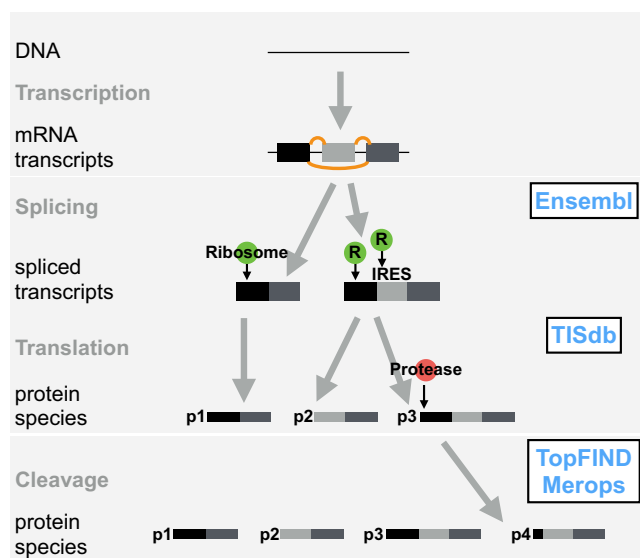 DNA
Transcription
mRNA
transcripts
Splicing
Ensembl
Ribosome
R
R
IRES
spliced
transcripts
Translation
TISdb
Protease
protein
species
p1
p2
p3
Cleavage
TopFIND
Merops
protein
species
p1
p2
p3
p4